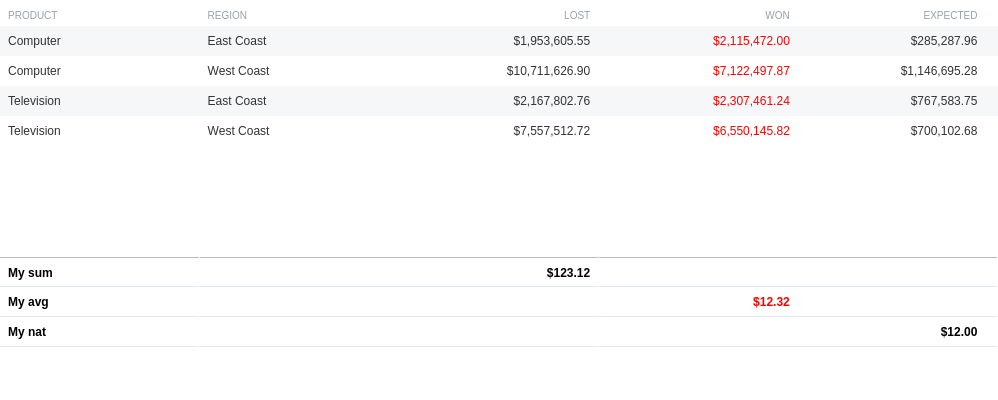 PRODUCT REGION LOST WON EXPECTED
Computer East Coast $1,953,605.55 $2,115,472.00 $285,287.96
Computer West Coast $10,711,626.90 $7,122,497.87 $1,146,695.28
Television East Coast $2,167,802.76 $2,307,461.24 $767,583.75
Television West Coast $7,557,512.72 $6,550,145.82 $700,102.68
My sum $123.12
My avg $12.32
My nat $12.00